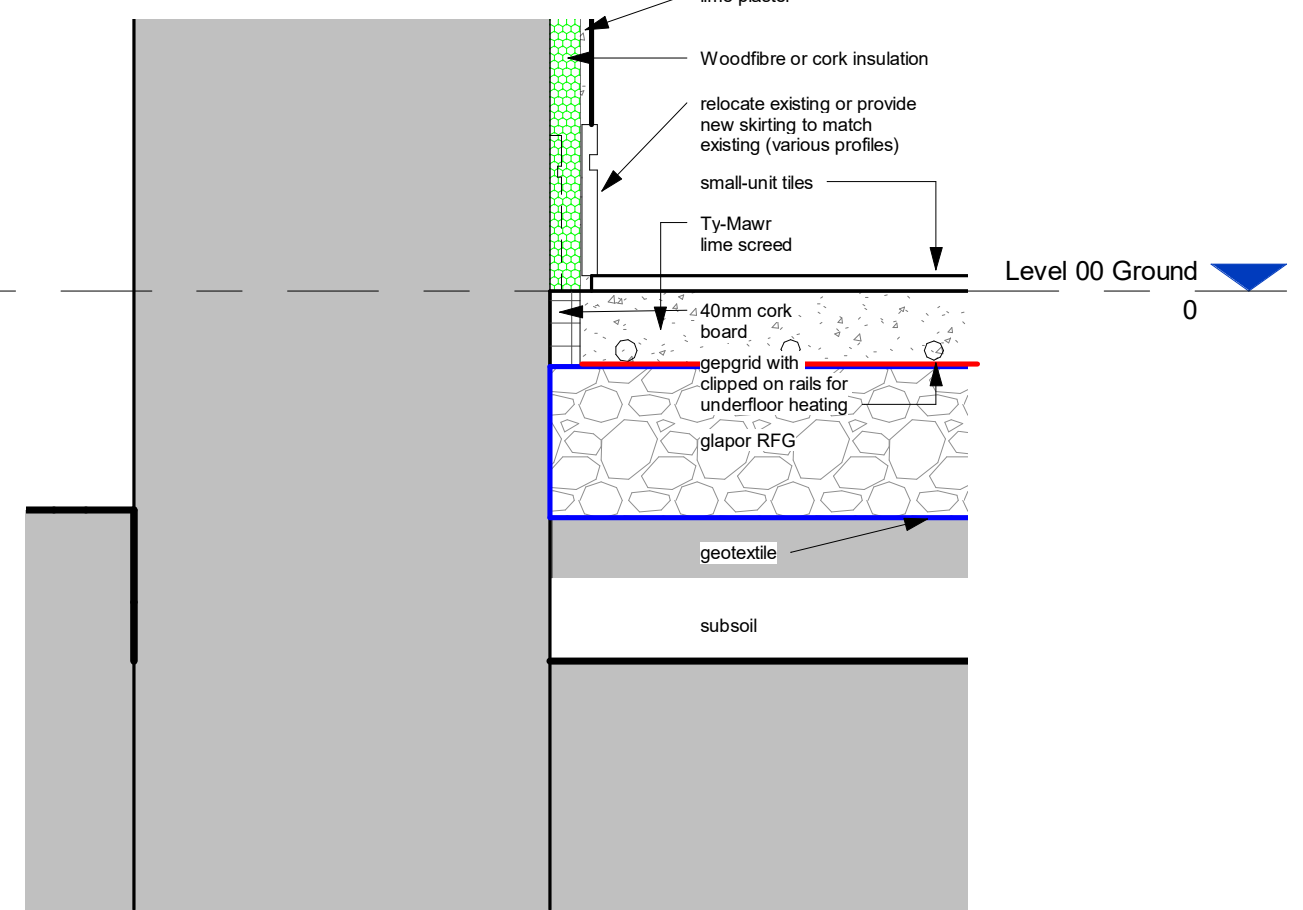 lime plaster
Woodfibre or cork insulation
relocate existing or provide
new skirting to match
existing (various profiles)
small-unit tiles
Ty-Mawr
lime screed
Level 00 Ground
0
40mm cork
board
gepgrid with
clipped on rails for
underfloor heating
glapor RFG
geotextile
subsoil